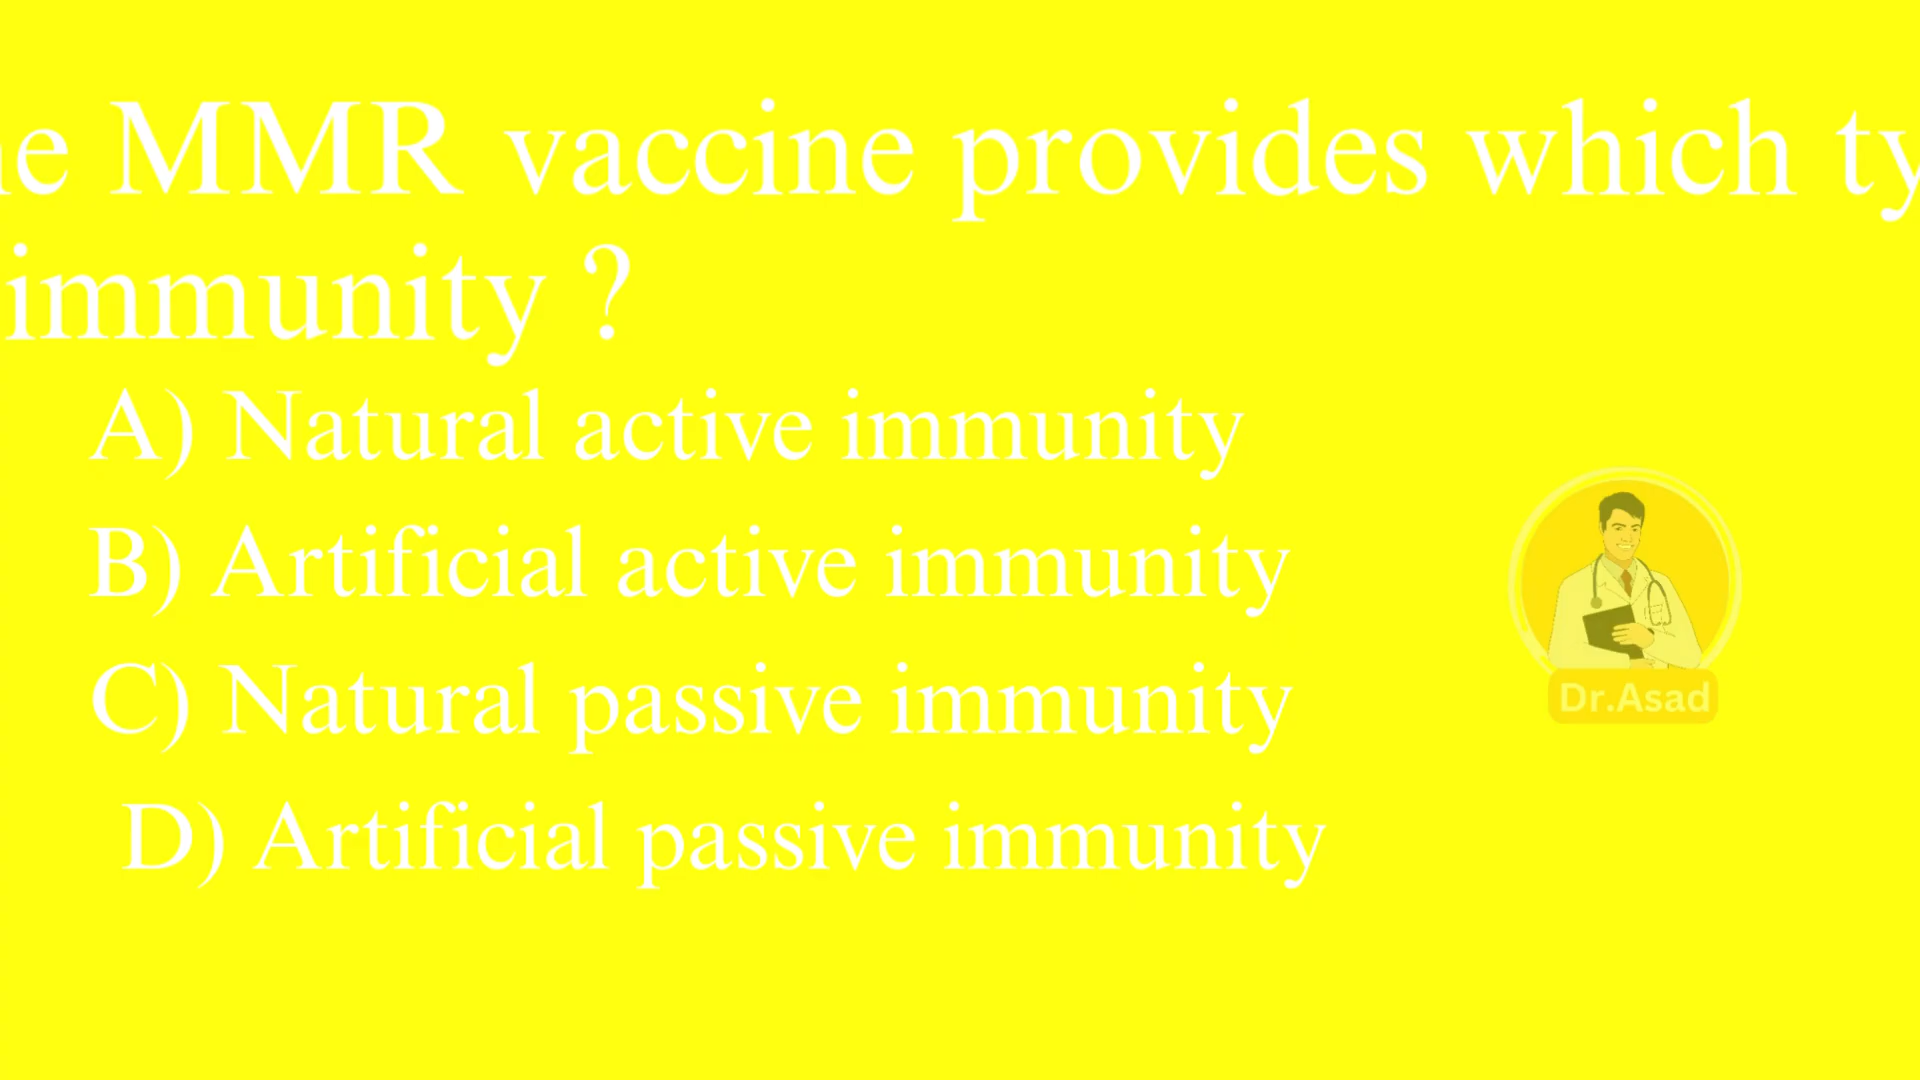 e MMR vaccine provides which ty
immunity ?
A) Natural active immunity
B) Artificial active immunity
C) Natural passive immunity
D) Artificial passive immunity
Dr.Asad